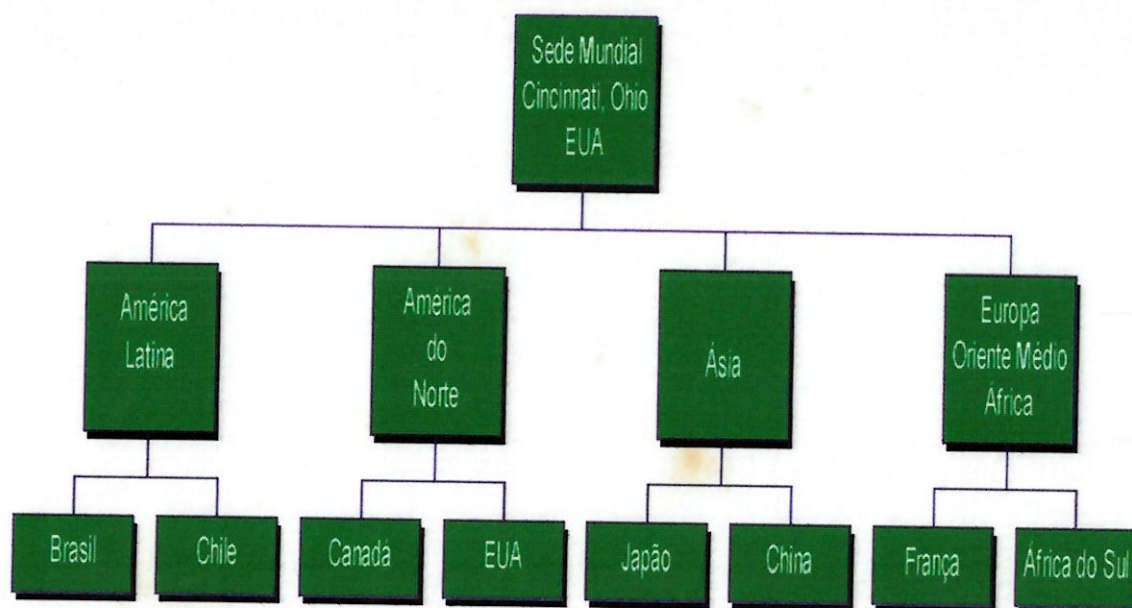 Sede Mundial
Cincinnati, Ohio
EUA
América
Latina
América
do
Norte
Ásia
Europa
Oriente Médio
África
Brasil
Chile
Canadá
EUA
Japão
China
França
África do Sul